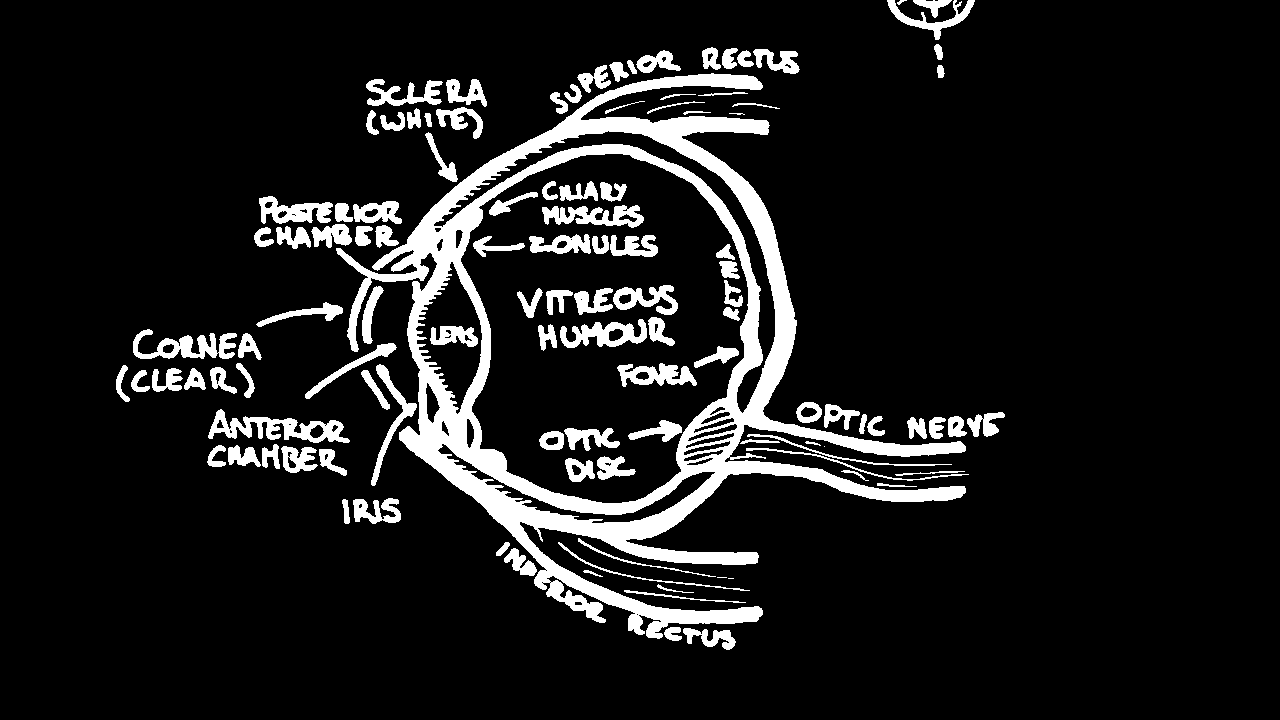 SUPERIOR RECTUS
SCLERA
(WHITE)
CILIARY
MUSCLES
ZONULES
POSTERIOR
CHAMBER
RETINA
VITREOUS
HUMOUR
LENS
CORNEA
(CLEAR)
FOVEA
ANTERIOR
CHAMBER
OPTIC NERVE
OPTIC
DISC
IRIS
INFERIOR RECTUS